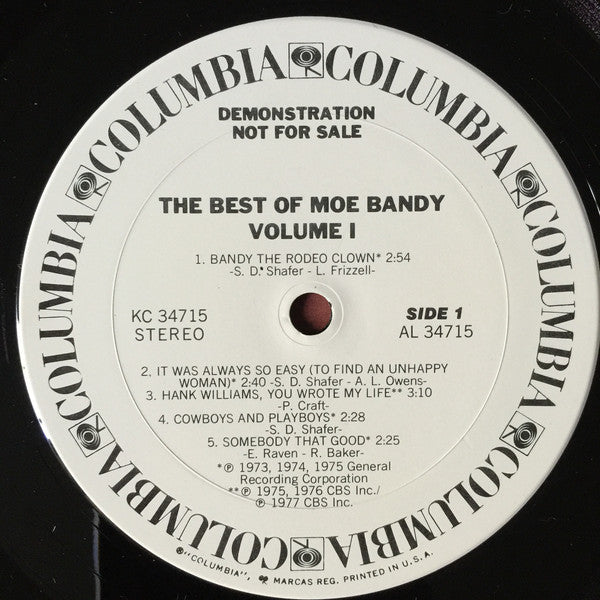 COLUMBIA COLUMBIA COLUMBIA COLUMBIA COLUMBIA COLUMBIA
DEMONSTRATION
NOT FOR SALE
THE BEST OF MOE BANDY
VOLUME I
1. BANDY THE RODEO CLOWN* 2:54
-S. D. Shafer - L. Frizzell-
KC 34715
STEREO
SIDE 1
AL 34715
2. IT WAS ALWAYS SO EASY (TO FIND AN UNHAPPY
WOMAN)* 2:40 -S. D. Shafer - A. L. Owens-
3. HANK WILLIAMS, YOU WROTE MY LIFE** 3:10
-P. Craft-
4. COWBOYS AND PLAYBOYS* 2:28
-S. D. Shafer-
5. SOMEBODY THAT GOOD* 2:25
-E. Raven - R. Baker-
*℗ 1973, 1974, 1975 General
Recording Corporation
**℗ 1975, 1976 CBS Inc./
℗ 1977 CBS Inc.
®"COLUMBIA", MARCAS REG. PRINTED IN U.S.A.